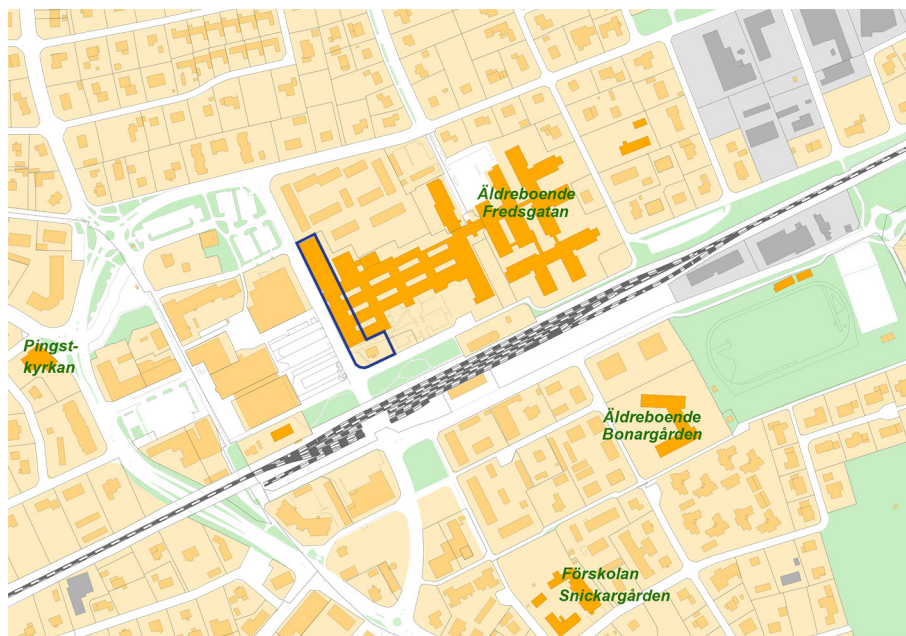 Äldreboende
Fredsgatan
Pingst-
kyrkan
Äldreboende
Bonargården
Förskolan
Snickargården